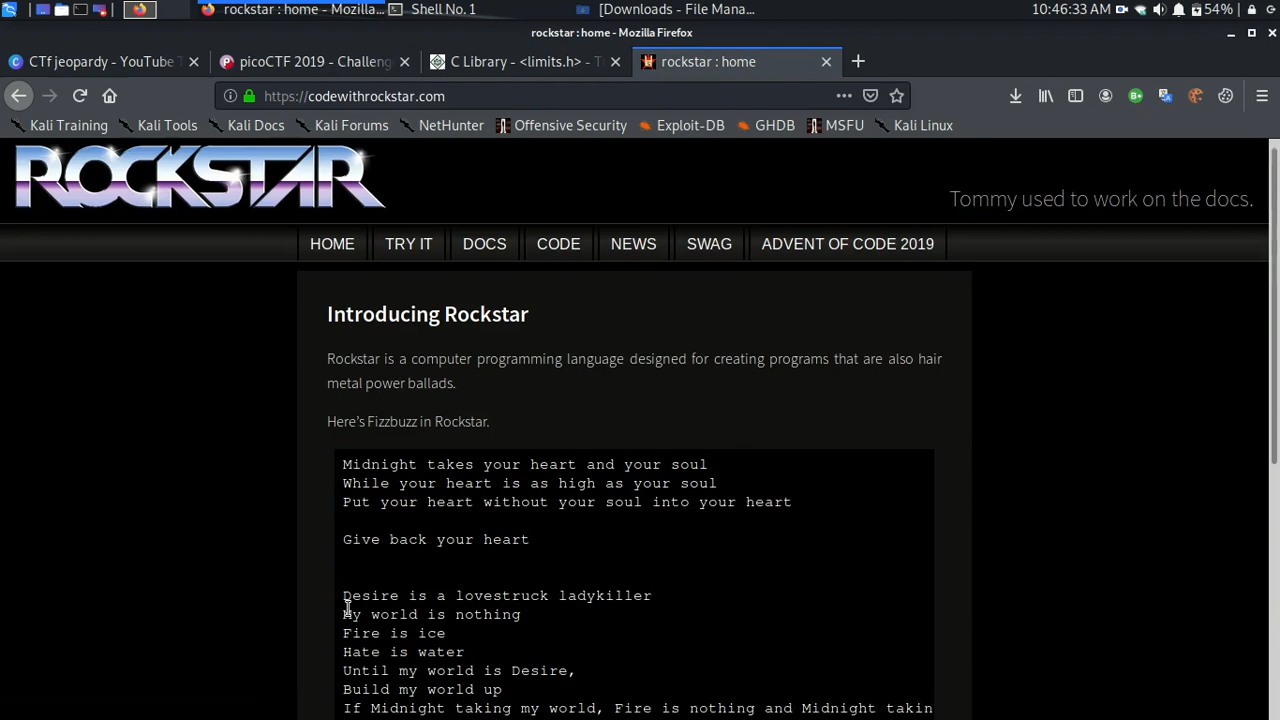 rockstar : home - Mozilla...
Shell No. 1
[Downloads - File Mana...
10:46:33 AM
54%
rockstar : home - Mozilla Firefox
CTf jeopardy - YouTube T
picoCTF 2019 - Challeng
C Library - <limits.h> - T
rockstar : home
https://codewithrockstar.com
Kali Training
Kali Tools
Kali Docs
Kali Forums
NetHunter
Offensive Security
Exploit-DB
GHDB
MSFU
Kali Linux
ROCKSTAR
Tommy used to work on the docs.
HOME
TRY IT
DOCS
CODE
NEWS
SWAG
ADVENT OF CODE 2019
Introducing Rockstar
Rockstar is a computer programming language designed for creating programs that are also hair
metal power ballads.
Here's Fizzbuzz in Rockstar.
Midnight takes your heart and your soul
While your heart is as high as your soul
Put your heart without your soul into your heart
Give back your heart
Desire is a lovestruck ladykiller
My world is nothing
Fire is ice
Hate is water
Until my world is Desire,
Build my world up
If Midnight taking my world, Fire is nothing and Midnight takin